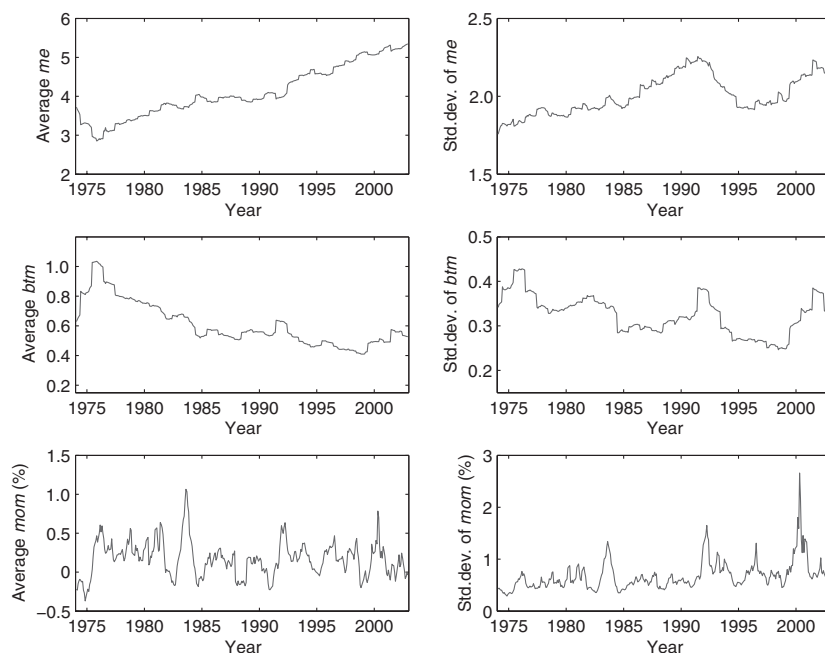 Average me
6
5
4
3
2
1975 1980 1985 1990 1995 2000
Year
Std.dev. of me
2.5
2.0
1.5
1975 1980 1985 1990 1995 2000
Year
Average btm
1.0
0.8
0.6
0.4
0.2
1975 1980 1985 1990 1995 2000
Year
Std.dev. of btm
0.5
0.4
0.3
0.2
1975 1980 1985 1990 1995 2000
Year
Average mom (%)
1.5
1.0
0.5
0
−0.5
1975 1980 1985 1990 1995 2000
Year
Std.dev. of mom (%)
3
2
1
0
1975 1980 1985 1990 1995 2000
Year